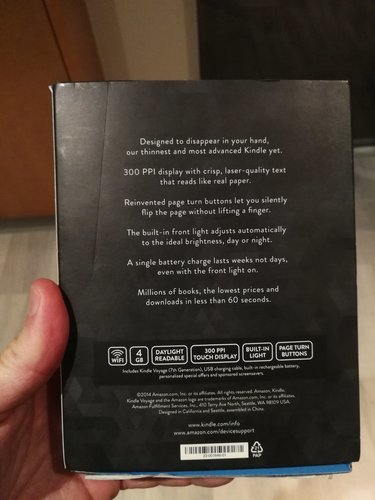 Designed to disappear in your hand,
our thinnest and most advanced Kindle yet.
300 PPI display with crisp, laser-quality text
that reads like real paper.
Reinvented page turn buttons let you silently
flip the page without lifting a finger.
The built-in front light adjusts automatically
to the ideal brightness, day or night.
A single battery charge lasts weeks not days,
even with the front light on.
Millions of books, the lowest prices and
downloads in less than 60 seconds.
WiFi
4 GB
DAYLIGHT READABLE
300 PPI TOUCH DISPLAY
BUILT-IN LIGHT
PAGE TURN BUTTONS
Includes Kindle Voyage (7th Generation), USB charging cable, built-in rechargeable battery,
personalized special offers and sponsored screensavers.
©2014 Amazon.com, Inc. or its affiliates. All rights reserved. Amazon, Kindle,
Kindle Voyage and the Amazon logo are trademarks of Amazon.com, Inc. or its affiliates.
Amazon Fulfillment Services, Inc., 410 Terry Ave North, Seattle, WA 98109 USA.
Designed in California and Seattle, assembled in China.
www.kindle.com/info
www.amazon.com/devicesupport
PAP